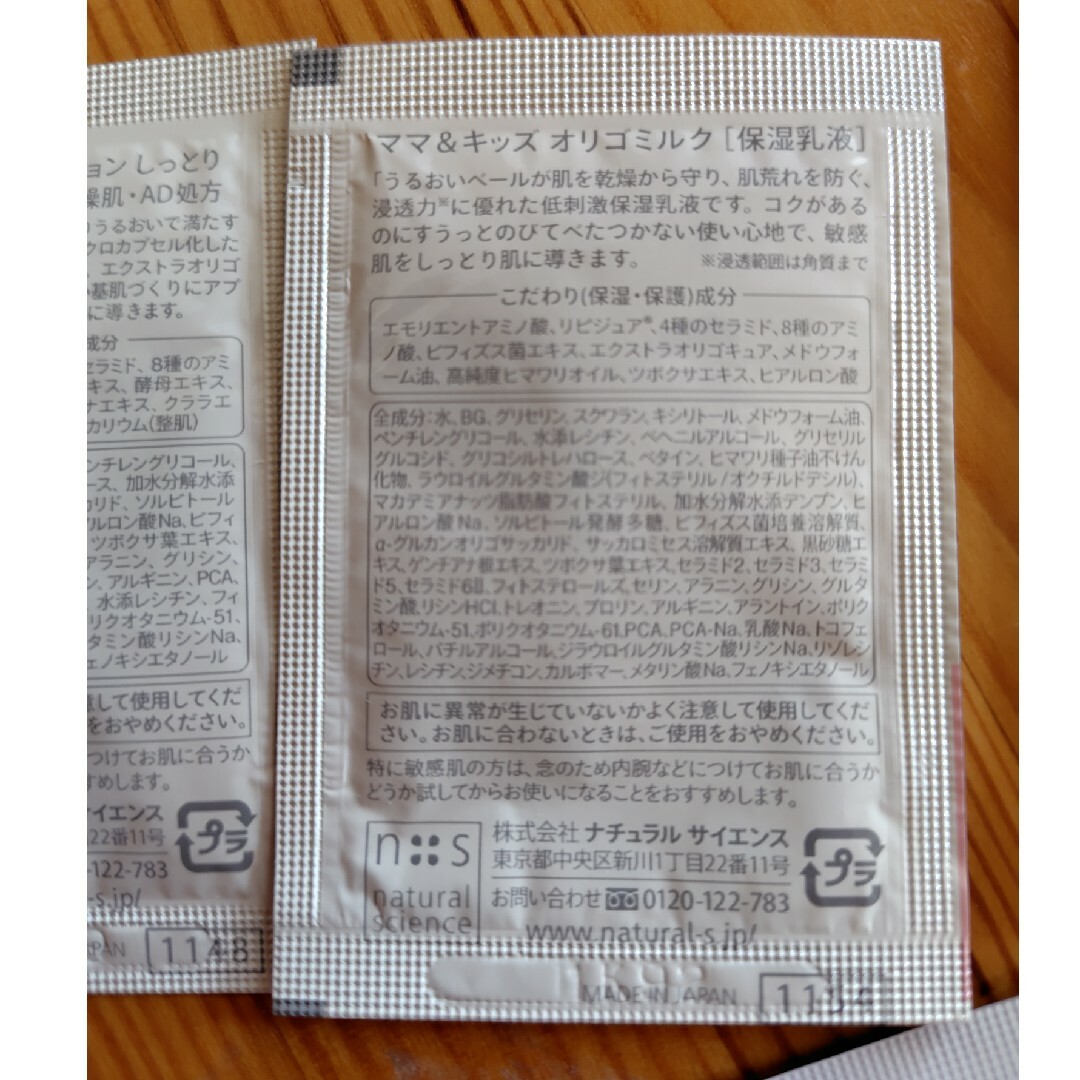 ョン しっとり
燥肌・AD処方
うるおいで満たす
クロカプセル化した
、エクストラオリゴ
基肌づくりにアプ
に導きます。
成分
セラミド、8種のアミ
キス、酵母エキス、
ナエキス、クララエ
カリウム(整肌)
ンチレングリコール、
ース、加水分解水添
カリド、ソルビトール
アルロン酸Na、ビフィ
ツボクサ葉エキス、
アラニン、グリシン、
ン、アルギニン、PCA、
水添レシチン、フィ
リクオタニウム-51、
タミン酸リシンNa、
フェノキシエタノール
意して使用してくだ
をおやめください。
つけてお肌に合うか
すめします。
サイエンス
22番11号
-122-783
-s.jp/
プラ
JAPAN
1148
ママ&キッズ オリゴミルク [保湿乳液]
「うるおいベールが肌を乾燥から守り、肌荒れを防ぐ、
浸透力※に優れた低刺激保湿乳液です。コクがある
のにすうっとのびてべたつかない使い心地で、敏感
肌をしっとり肌に導きます。 ※浸透範囲は角質まで
こだわり(保湿・保護)成分
エモリエントアミノ酸、リピジュア®、4種のセラミド、8種のアミ
ノ酸、ビフィズス菌エキス、エクストラオリゴキュア、メドウフォ
ーム油、高純度ヒマワリオイル、ツボクサエキス、ヒアルロン酸
全成分:水、BG、グリセリン、スクワラン、キシリトール、メドウフォーム油、
ペンチレングリコール、水添レシチン、ベヘニルアルコール、グリセリル
グルコシド、グリコシルトレハロース、ベタイン、ヒマワリ種子油不けん
化物、ラウロイルグルタミン酸ジ(フィトステリル/オクチルドデシル)、
マカデミアナッツ脂肪酸フィトステリル、加水分解水添デンプン、ヒ
アルロン酸Na、ソルビトール発酵多糖、ビフィズス菌培養溶解質、
α-グルカンオリゴサッカリド、サッカロミセス溶解質エキス、黒砂糖エ
キス、ゲンチアナ根エキス、ツボクサ葉エキス、セラミド2、セラミド3、セラミ
ド5、セラミド6Ⅱ、フィトステロールズ、セリン、アラニン、グリシン、グルタ
ミン酸、リシンHCl、トレオニン、プロリン、アルギニン、アラントイン、ポリク
オタニウム-51、ポリクオタニウム-61、PCA、PCA-Na、乳酸Na、トコフェ
ロール、バチルアルコール、ジラウロイルグルタミン酸リシンNa、リゾレシ
チン、レシチン、ジメチコン、カルボマー、メタリン酸Na、フェノキシエタノール
お肌に異常が生じていないかよく注意して使用してくだ
さい。お肌に合わないときは、ご使用をおやめください。
特に敏感肌の方は、念のため内腕などにつけてお肌に合うか
どうか試してからお使いになることをおすすめします。
n::s
natural
science
株式会社 ナチュラル サイエンス
東京都中央区新川1丁目22番11号
お問い合わせ 0120-122-783
www.natural-s.jp/
プラ
MADE IN JAPAN